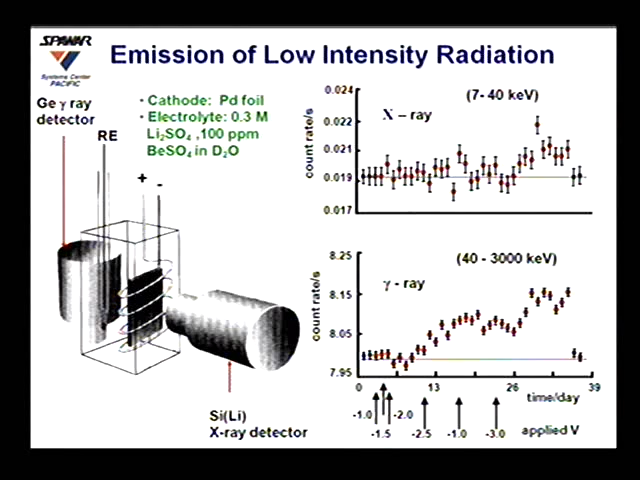 SPAWAR
Systems Center
PACIFIC
Emission of Low Intensity Radiation
Ge γ ray
detector
RE
• Cathode: Pd foil
• Electrolyte: 0.3 M
Li₂SO₄ ,100 ppm
BeSO₄ in D₂O
+
-
Si(Li)
X-ray detector
(7- 40 keV)
X – ray
count rate/s
0.024
0.022
0.021
0.019
0.017
(40 - 3000 keV)
γ - ray
count rate/s
8.25
8.15
8.05
7.95
0 13 26 39
time/day
-1.0 -2.0
-1.5 -2.5 -1.0 -3.0 applied V